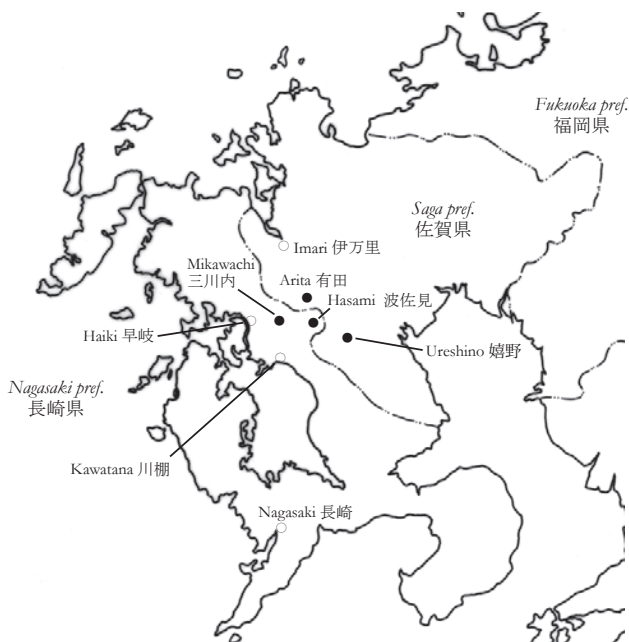 Fukuoka pref.
福岡県
Saga pref.
佐賀県
Imari 伊万里
Mikawachi
三川内
Arita 有田
Hasami 波佐見
Haiki 早岐
Ureshino 嬉野
Nagasaki pref.
長崎県
Kawatana 川棚
Nagasaki 長崎